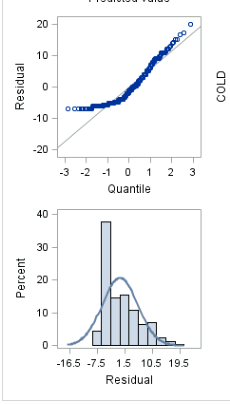 Predicted Value
20
10
0
-10
-20
Residual
-3 -2 -1 0 1 2 3
Quantile
COLD
40
30
20
10
0
Percent
-16.5 -7.5 1.5 10.5 19.5
Residual